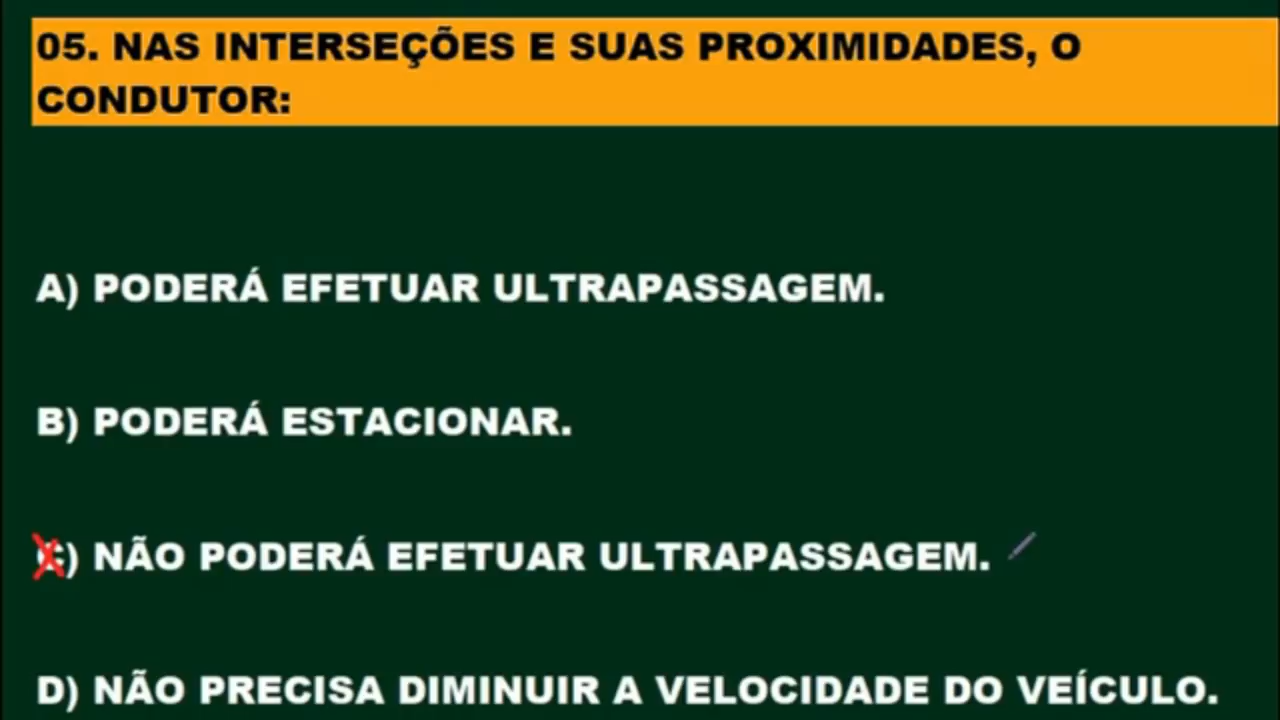 05. NAS INTERSEÇÕES E SUAS PROXIMIDADES, O
CONDUTOR:
A) PODERÁ EFETUAR ULTRAPASSAGEM.
B) PODERÁ ESTACIONAR.
C) NÃO PODERÁ EFETUAR ULTRAPASSAGEM.
D) NÃO PRECISA DIMINUIR A VELOCIDADE DO VEÍCULO.